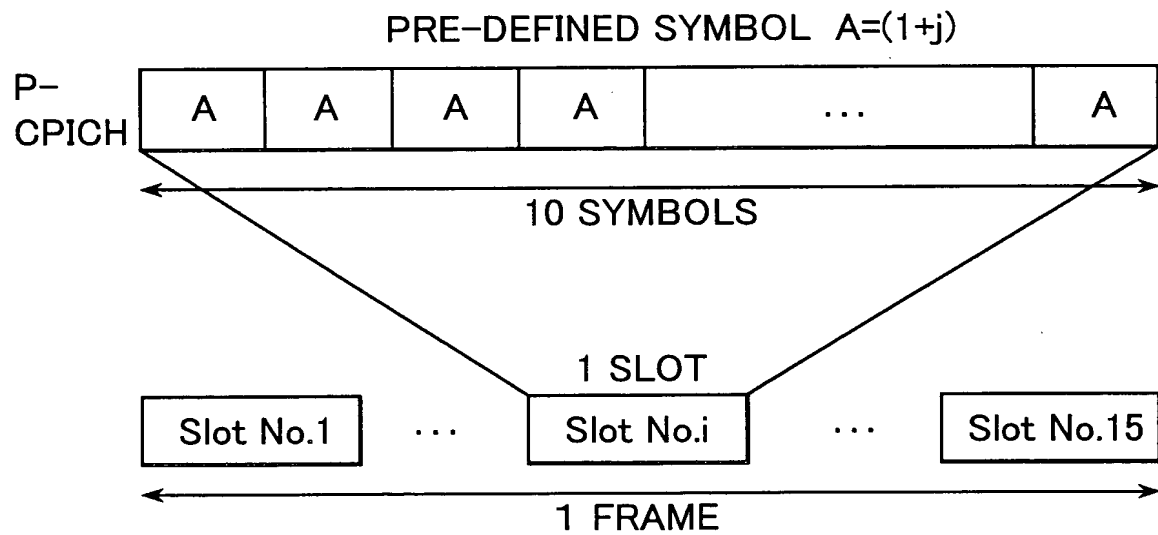 PRE-DEFINED SYMBOL A=(1+j)
P-
CPICH
A A A A ... A
10 SYMBOLS
1 SLOT
Slot No.1 ... Slot No.i ... Slot No.15
1 FRAME